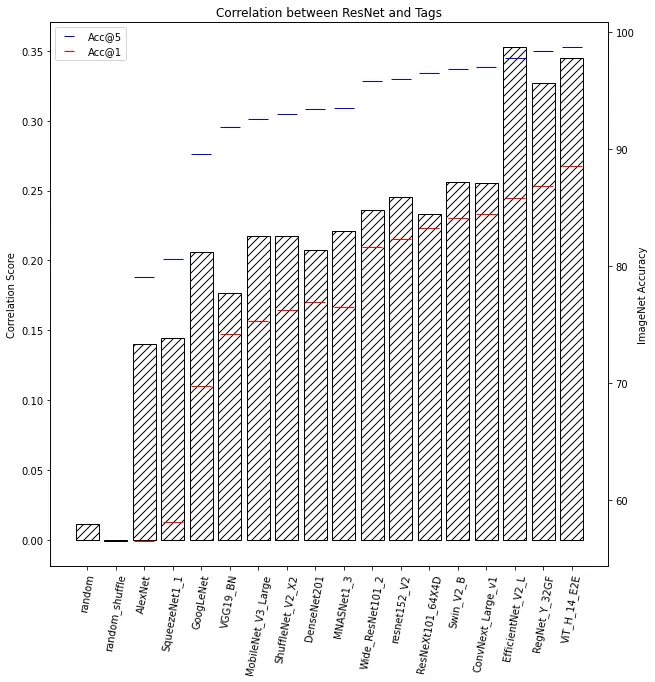 Correlation between ResNet and Tags
Acc@5
Acc@1
Correlation Score
0.35
0.30
0.25
0.20
0.15
0.10
0.05
0.00
100
90
80
70
60
ImageNet Accuracy
random
random_shuffle
AlexNet
SqueezeNet1_1
GoogLeNet
VGG19_BN
MobileNet_V3_Large
ShuffleNet_V2_X2
DenseNet201
MNASNet1_3
Wide_ResNet101_2
resnet152_V2
ResNeXt101_64X4D
Swin_V2_B
ConvNext_Large_v1
EfficientNet_V2_L
RegNet_Y_32GF
ViT_H_14_E2E